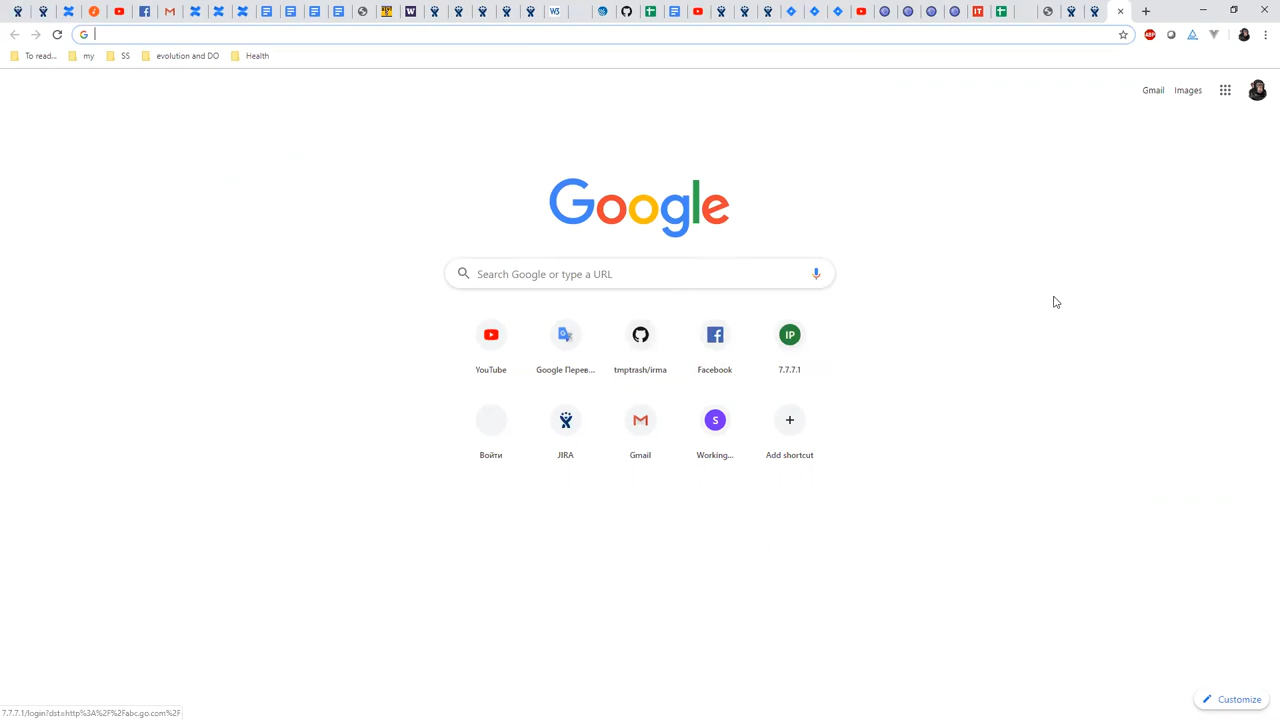 To read...
my
SS
evolution and DO
Health
ABP
Gmail
Images
Google
Search Google or type a URL
IP
YouTube
Google Перев...
tmptrash/irma
Facebook
7.7.7.1
S
Войти
JIRA
Gmail
Working...
Add shortcut
Customize
7.7.7.1/login?dst=http%3A%2F%2Fabc.go.com%2F